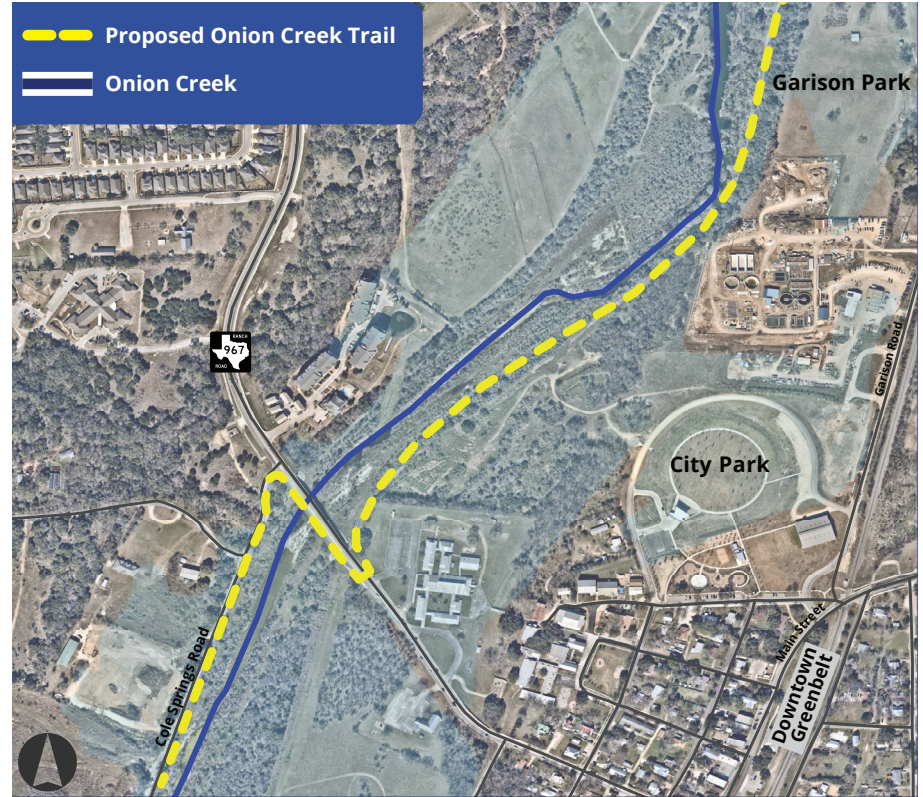 Proposed Onion Creek Trail
Onion Creek
Garison Park
RANCH
967
ROAD
Garison Road
City Park
Main Street
Cole Springs Road
Downtown
Greenbelt